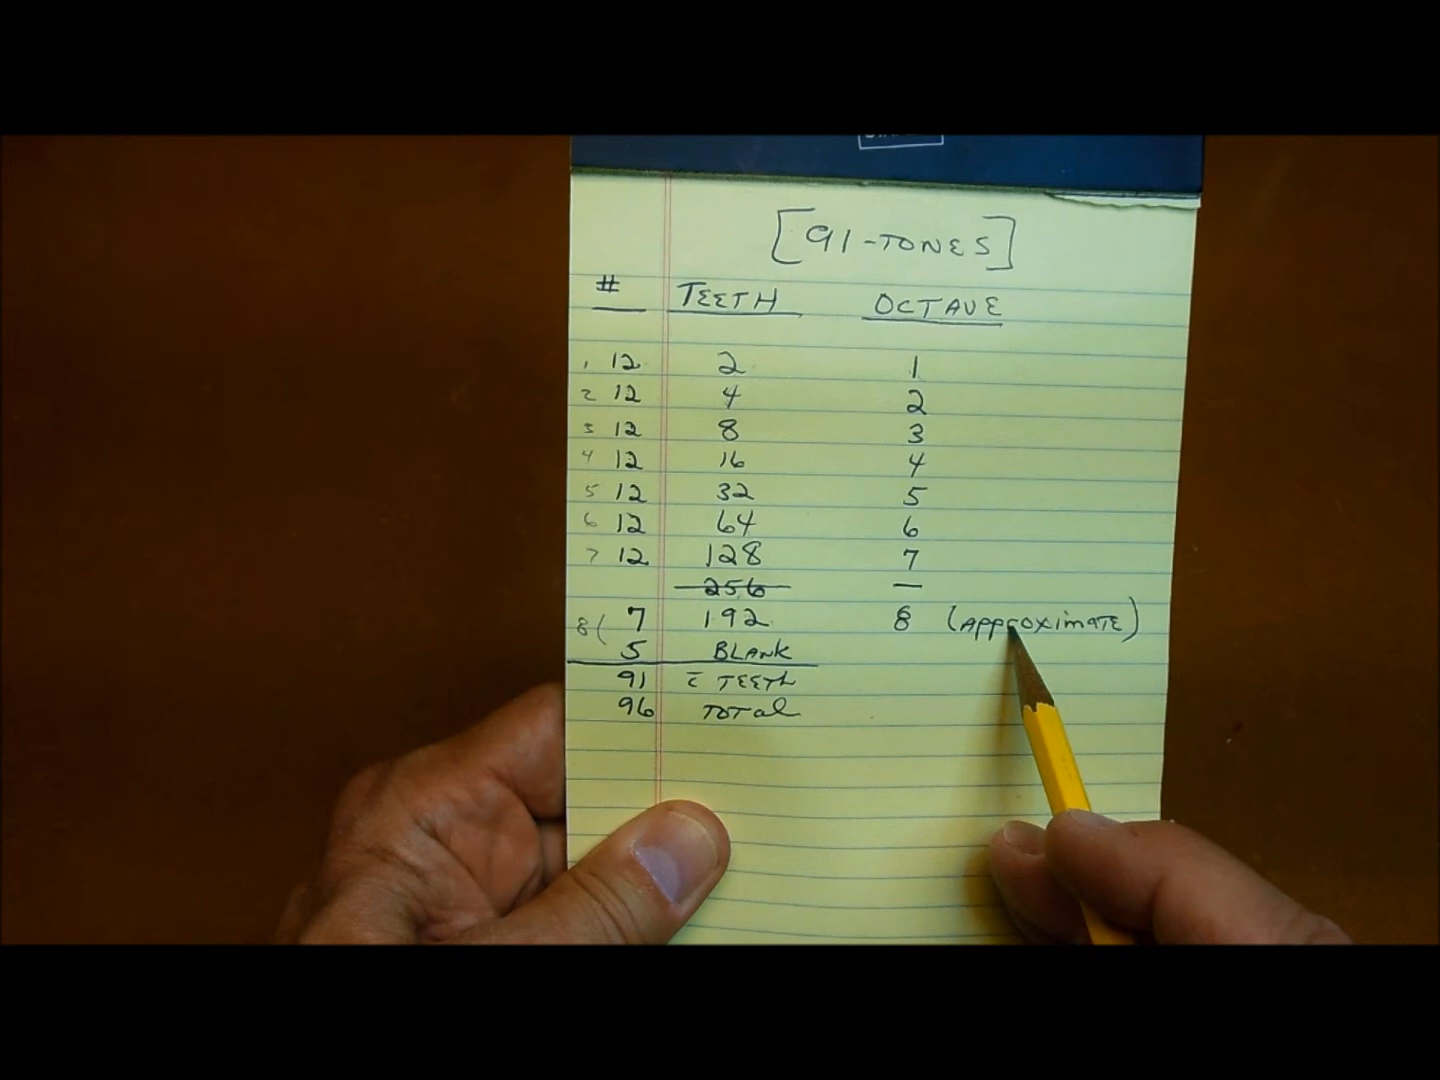 [91-TONES]
# TEETH OCTAVE
1 12 2 1
2 12 4 2
3 12 8 3
4 12 16 4
5 12 32 5
6 12 64 6
7 12 128 7
256 —
8( 7 192 8 (APProximATE)
5 BLANK
91 c̄ TEETH
96 TOTAL